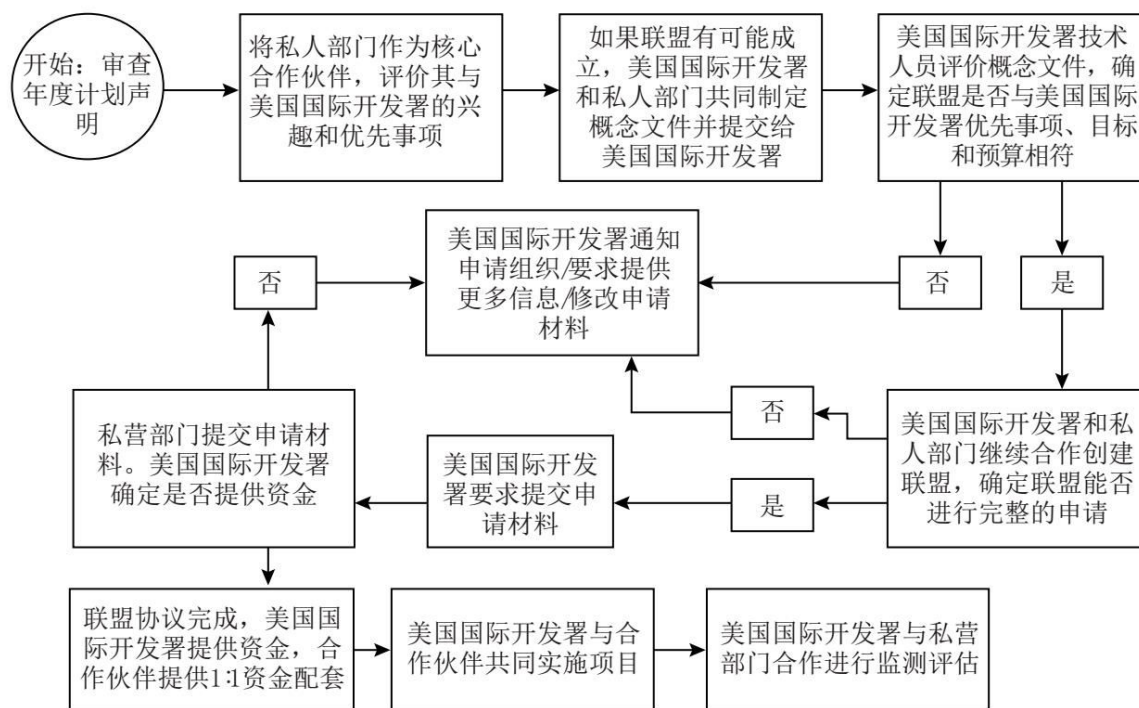 开始：审查
年度计划声
明
将私人部门作为核心
合作伙伴，评价其与
美国国际开发署的兴
趣和优先事项
如果联盟有可能成
立，美国国际开发署
和私人部门共同制定
概念文件并提交给
美国国际开发署
美国国际开发署技术
人员评价概念文件，确
定联盟是否与美国国际
开发署优先事项、目标
和预算相符
否
美国国际开发署通知
申请组织/要求提供
更多信息/修改申请
材料
否
是
私营部门提交申请材
料。美国国际开发署
确定是否提供资金
美国国际开发
署要求提交申
请材料
否
是
美国国际开发署和私
人部门继续合作创建
联盟，确定联盟能否
进行完整的申请
联盟协议完成，美国国
际开发署提供资金，合
作伙伴提供1:1资金配套
美国国际开发署与合
作伙伴共同实施项目
美国国际开发署与私营
部门合作进行监测评估